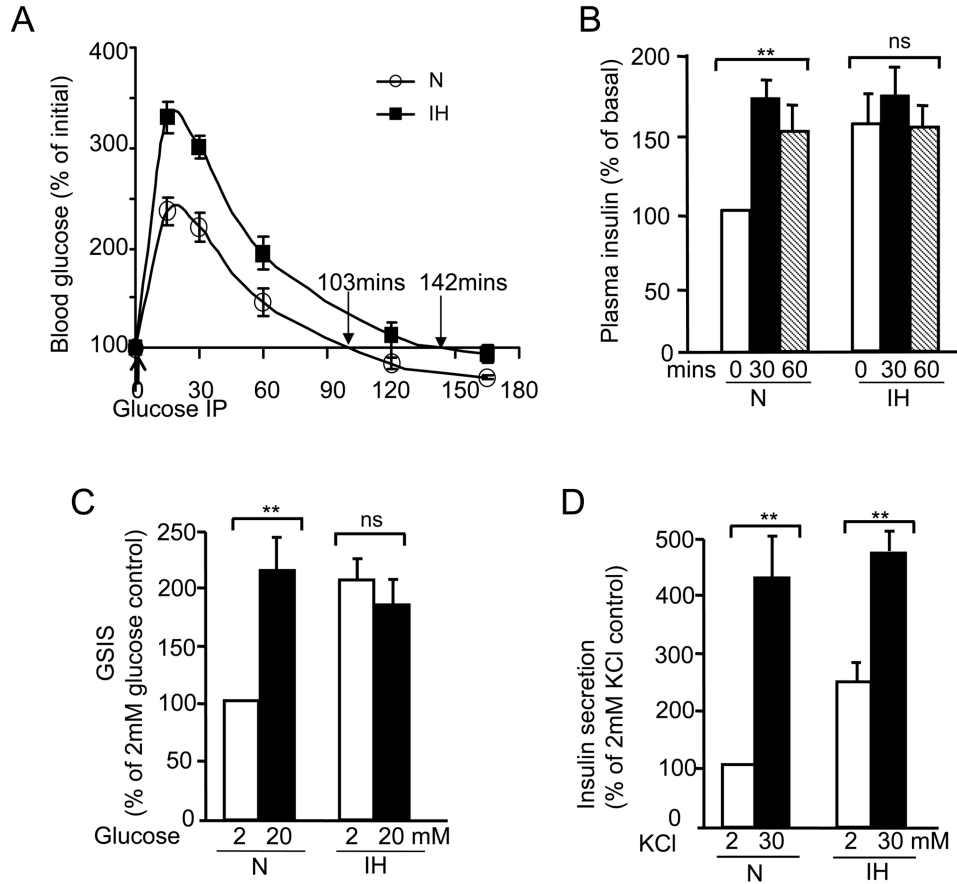 A
Blood glucose (% of initial)
400
300
200
100
N
IH
103mins
142mins
0 30 60 90 120 150 180
Glucose IP
B
Plasma insulin (% of basal)
200
150
100
50
0
**
ns
mins 0 30 60 0 30 60
N IH
C
GSIS
(% of 2mM glucose control)
250
200
150
100
50
0
**
ns
Glucose 2 20 2 20 mM
N IH
D
Insulin secretion
(% of 2mM KCl control)
500
400
300
200
100
0
**
**
KCl 2 30 2 30 mM
N IH